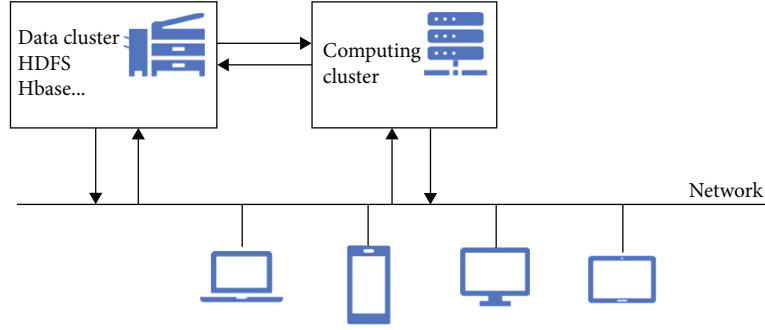 Data cluster
HDFS
Hbase...
Computing
cluster
Network